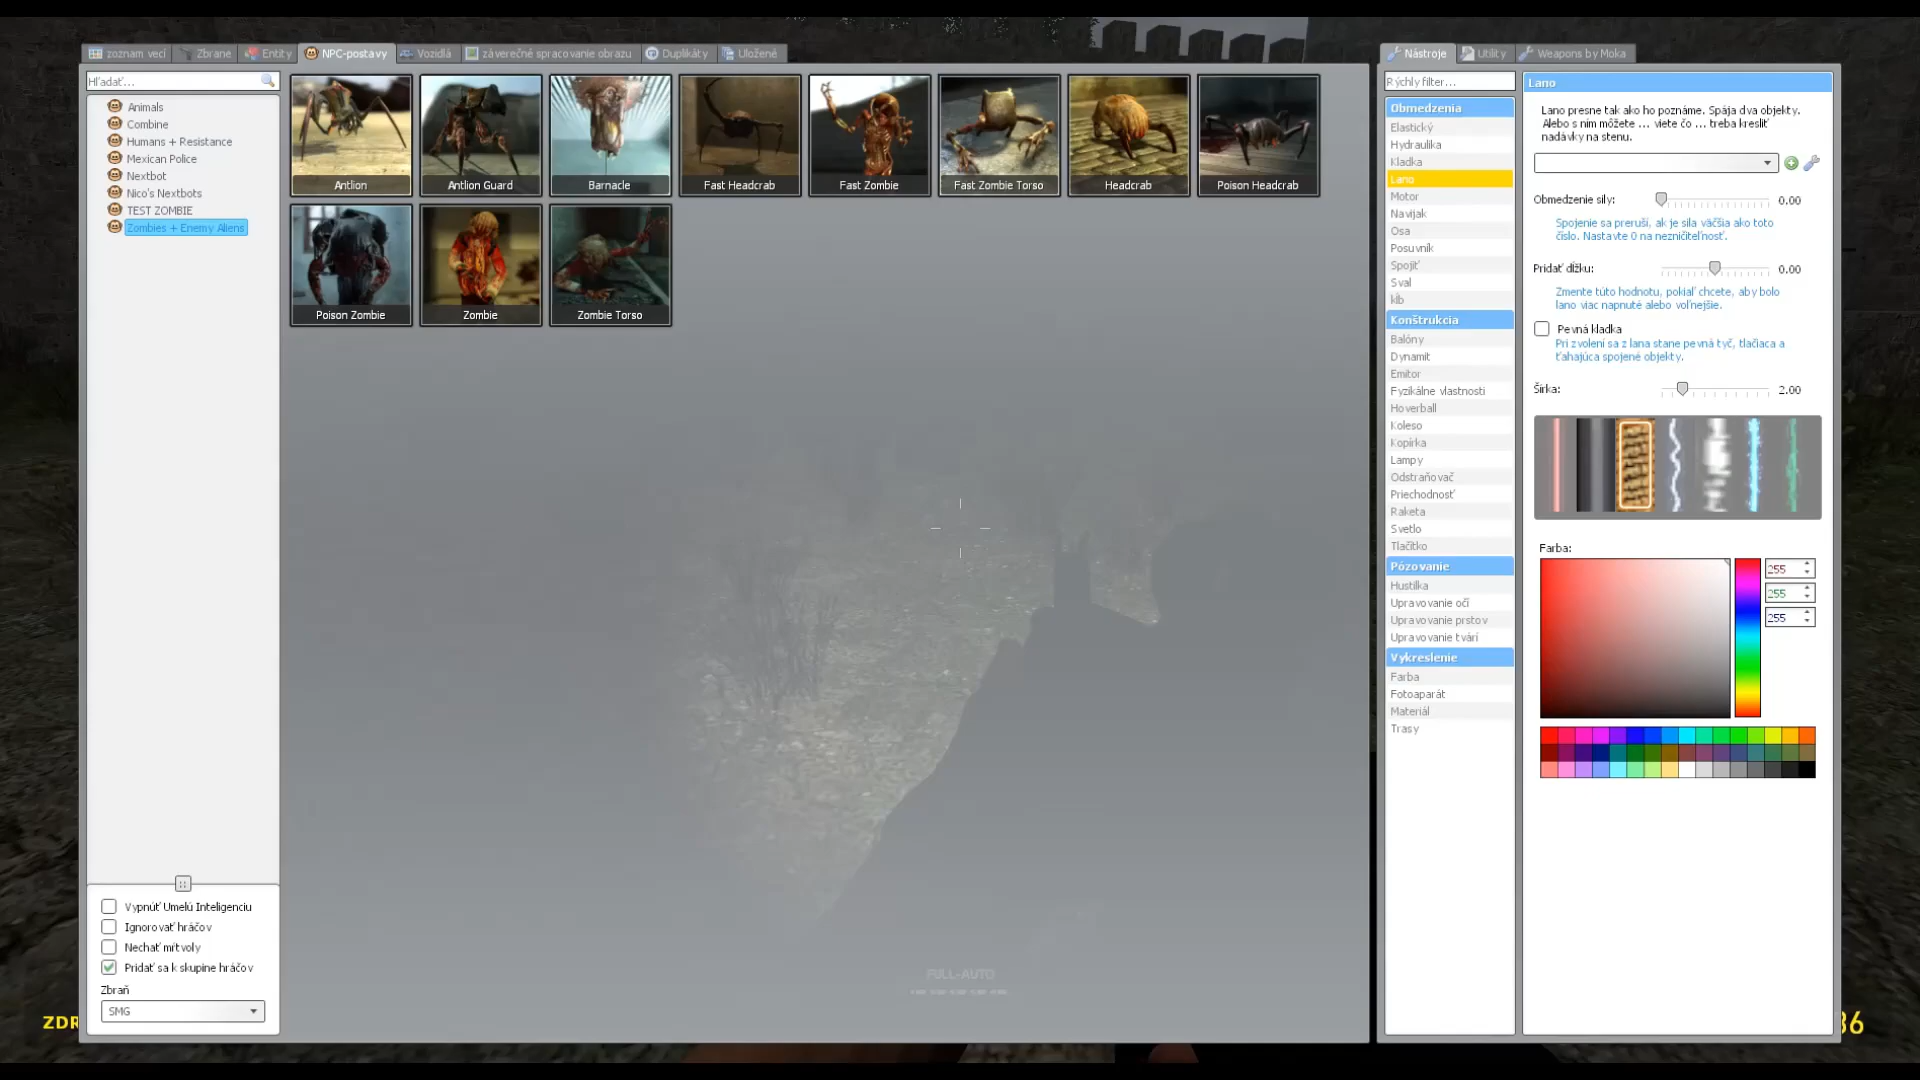 zoznam vecí
Zbrane
Entity
NPC-postavy
Vozidlá
záverečné spracovanie obrazu
Duplikáty
Uložené
Hľadať...
Animals
Combine
Humans + Resistance
Mexican Police
Nextbot
Nico's Nextbots
TEST ZOMBIE
Zombies + Enemy Aliens
Antlion
Antlion Guard
Barnacle
Fast Headcrab
Fast Zombie
Fast Zombie Torso
Headcrab
Poison Headcrab
Poison Zombie
Zombie
Zombie Torso
FULL-AUTO
Vypnúť Umelú Inteligenciu
Ignorovať hráčov
Nechať mŕtvoly
Pridať sa k skupine hráčov
Zbraň
SMG
ZDR
36
Nástroje
Utility
Weapons by Moka
Rýchly filter...
Obmedzenia
Elastický
Hydraulika
Kladka
Lano
Motor
Navijak
Osa
Posuvník
Spojiť
Sval
kĺb
Konštrukcia
Balóny
Dynamit
Emitor
Fyzikálne vlastnosti
Hoverball
Koleso
Kopírka
Lampy
Odstraňovač
Priechodnosť
Raketa
Svetlo
Tlačítko
Pózovanie
Hustilka
Upravovanie očí
Upravovanie prstov
Upravovanie tvárí
Vykreslenie
Farba
Fotoaparát
Materiál
Trasy
Lano
Lano presne tak ako ho poznáme. Spája dva objekty.
Alebo s ním môžete ... viete čo ... treba kresliť
nadávky na stenu.
Obmedzenie sily:
0.00
Spojenie sa preruší, ak je sila väčšia ako toto
číslo. Nastavte 0 na nezničiteľnosť.
Pridať dĺžku:
0.00
Zmente túto hodnotu, pokiaľ chcete, aby bolo
lano viac napnuté alebo voľnejšie.
Pevná kladka
Pri zvolení sa z lana stane pevná tyč, tlačiaca a
ťahajúca spojené objekty.
Šírka:
2.00
Farba:
255
255
255